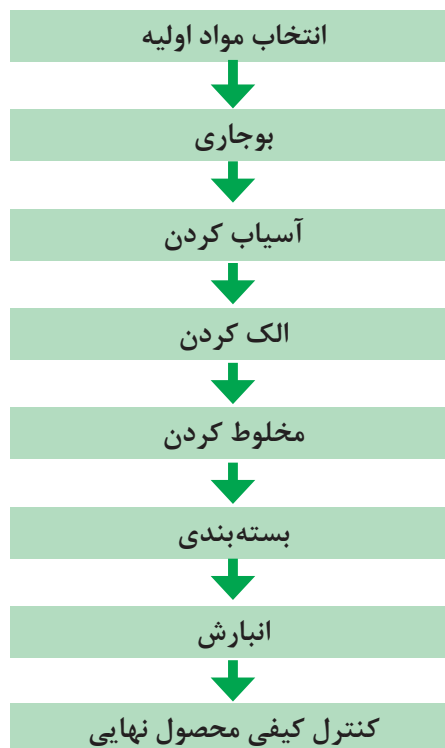 انتخاب مواد اولیه
بوجاری
آسیاب کردن
الک کردن
مخلوط کردن
بسته‌بندی
انبارش
کنترل کیفی محصول نهایی